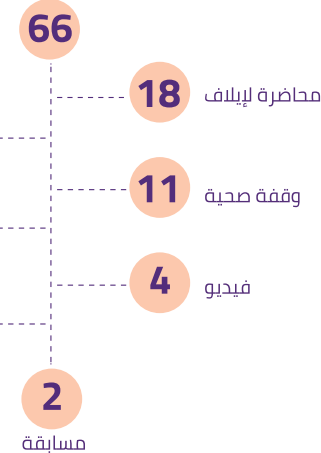 66
18
محاضرة لإيلاف
11
وقفة صحية
4
فيديو
2
مسابقة